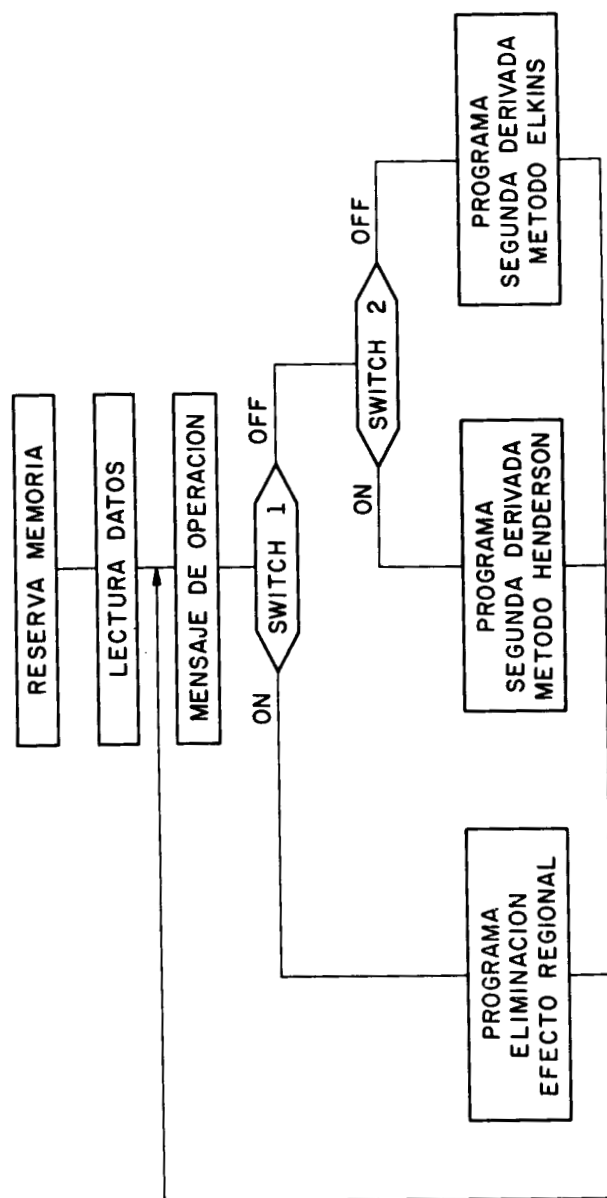 RESERVA MEMORIA
LECTURA DATOS
MENSAJE DE OPERACION
ON
SWITCH 1
OFF
ON
SWITCH 2
OFF
PROGRAMA
ELIMINACION
EFECTO REGIONAL
PROGRAMA
SEGUNDA DERIVADA
METODO HENDERSON
PROGRAMA
SEGUNDA DERIVADA
METODO ELKINS